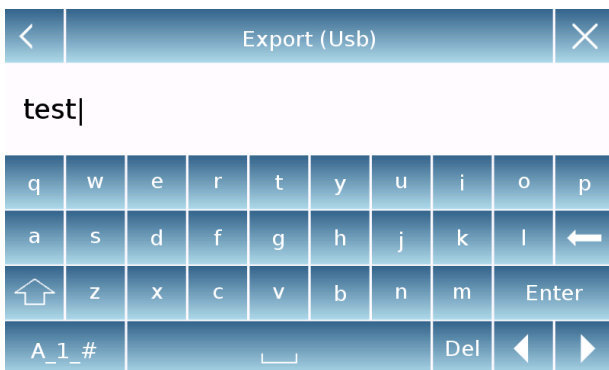 Export (Usb)
test
q w e r t y u i o p
a s d f g h j k l
z x c v b n m Enter
A_1_# Del